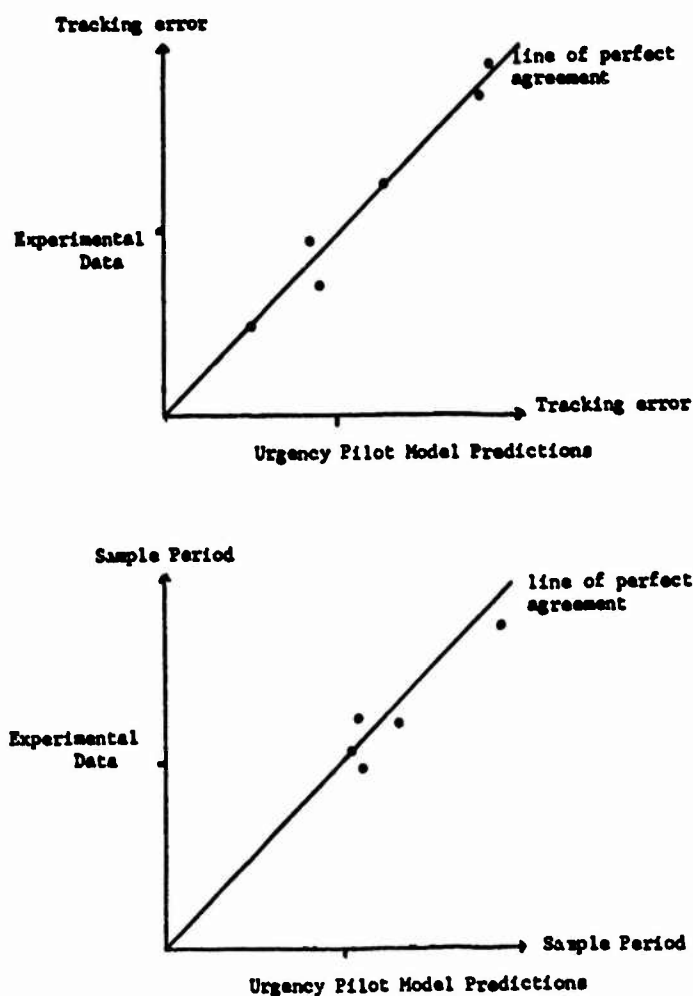 Tracking error
line of perfect
agreement
Experimental
Data
Tracking error
Urgency Pilot Model Predictions
Sample Period
line of perfect
agreement
Experimental
Data
Sample Period
Urgency Pilot Model Predictions